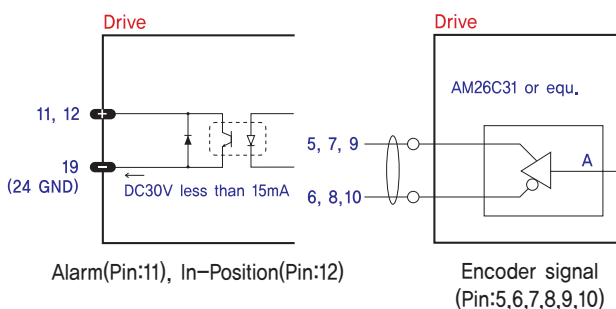 Drive
11, 12
19
(24 GND)
DC30V less than 15mA
Alarm(Pin:11), In-Position(Pin:12)
Drive
AM26C31 or equ.
5, 7, 9
A
6, 8,10
Encoder signal
(Pin:5,6,7,8,9,10)